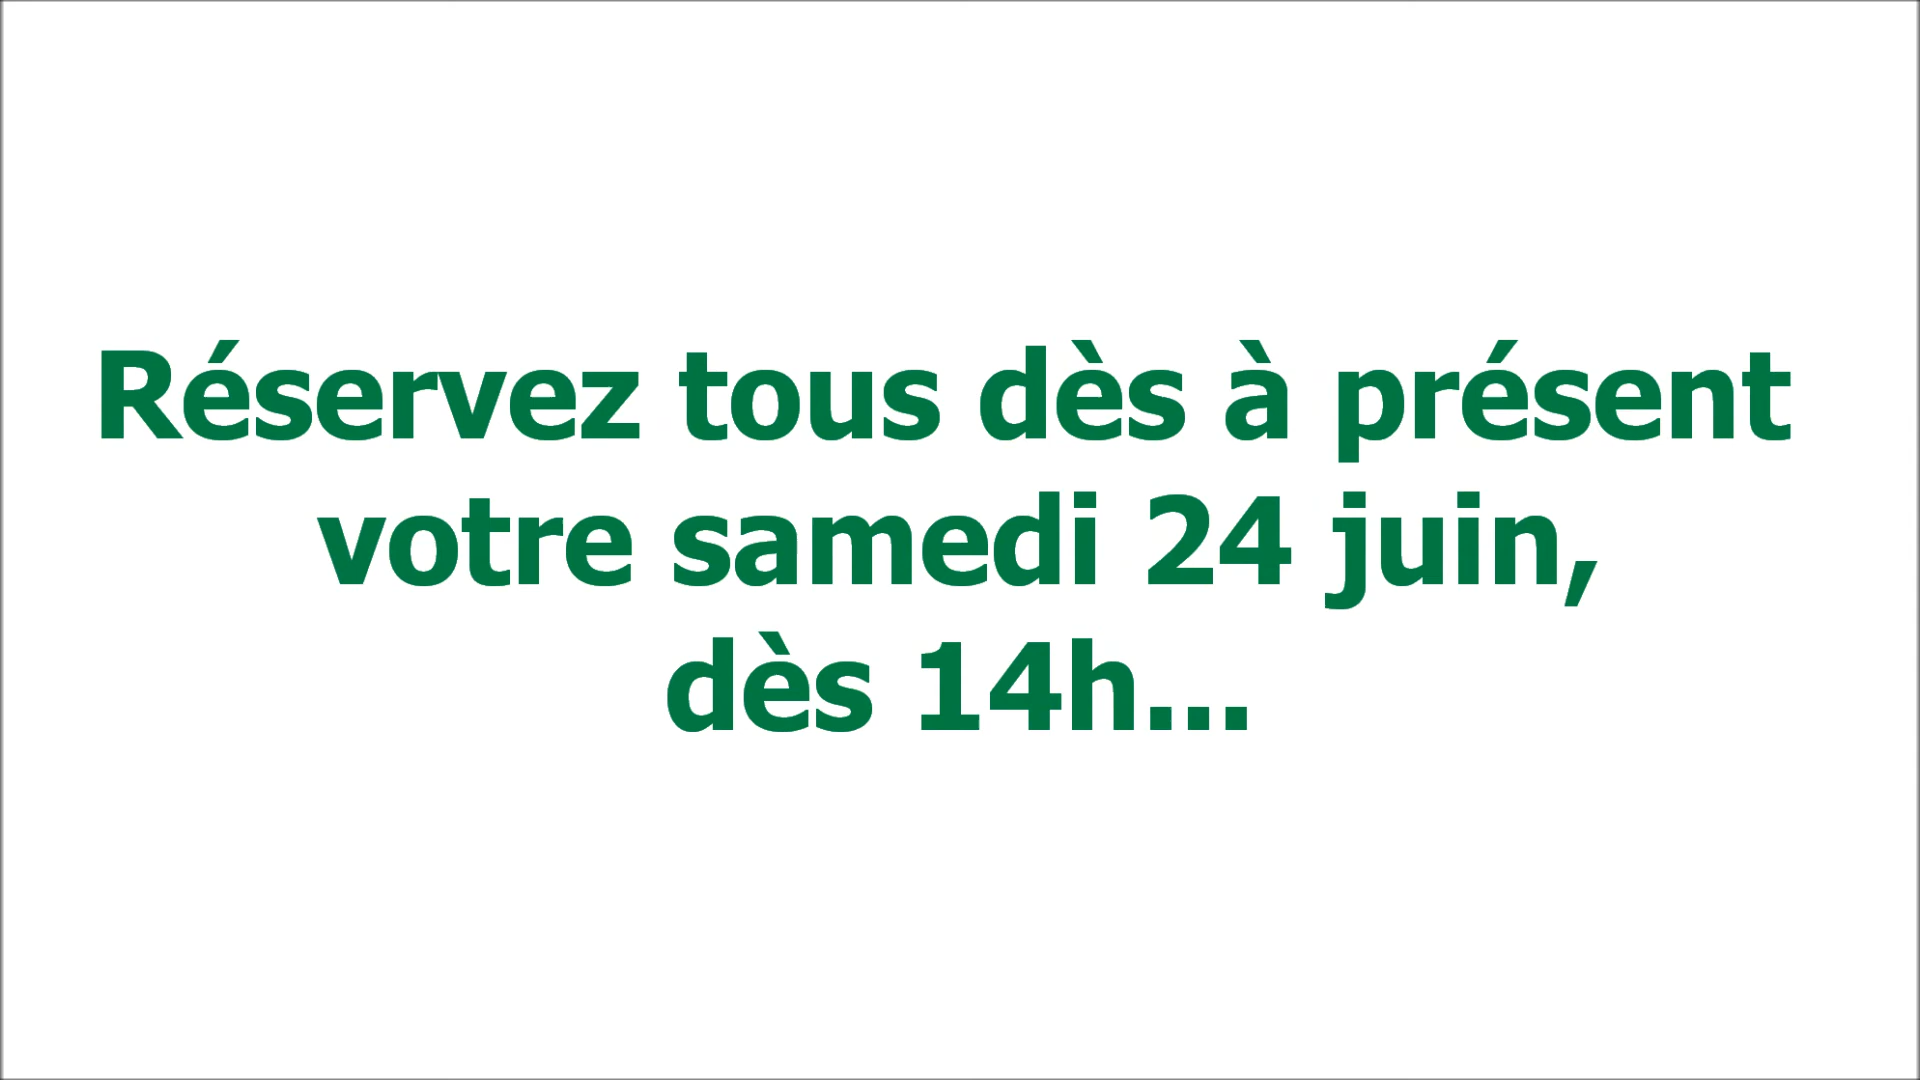 Réservez tous dès à présent
votre samedi 24 juin,
dès 14h...